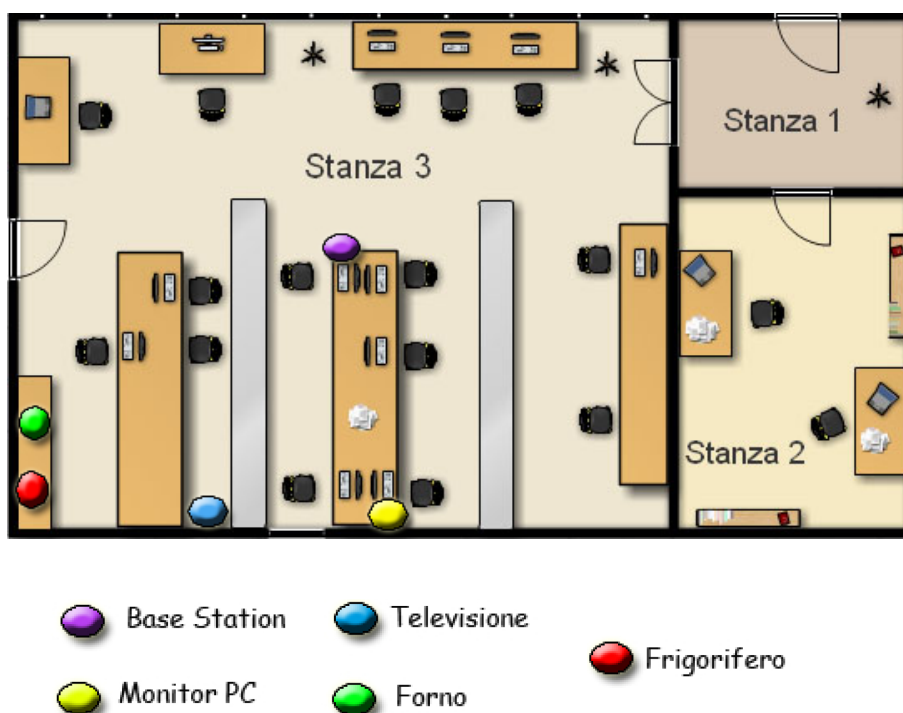 Stanza 1
Stanza 3
Stanza 2
Base Station
Televisione
Frigorifero
Monitor PC
Forno